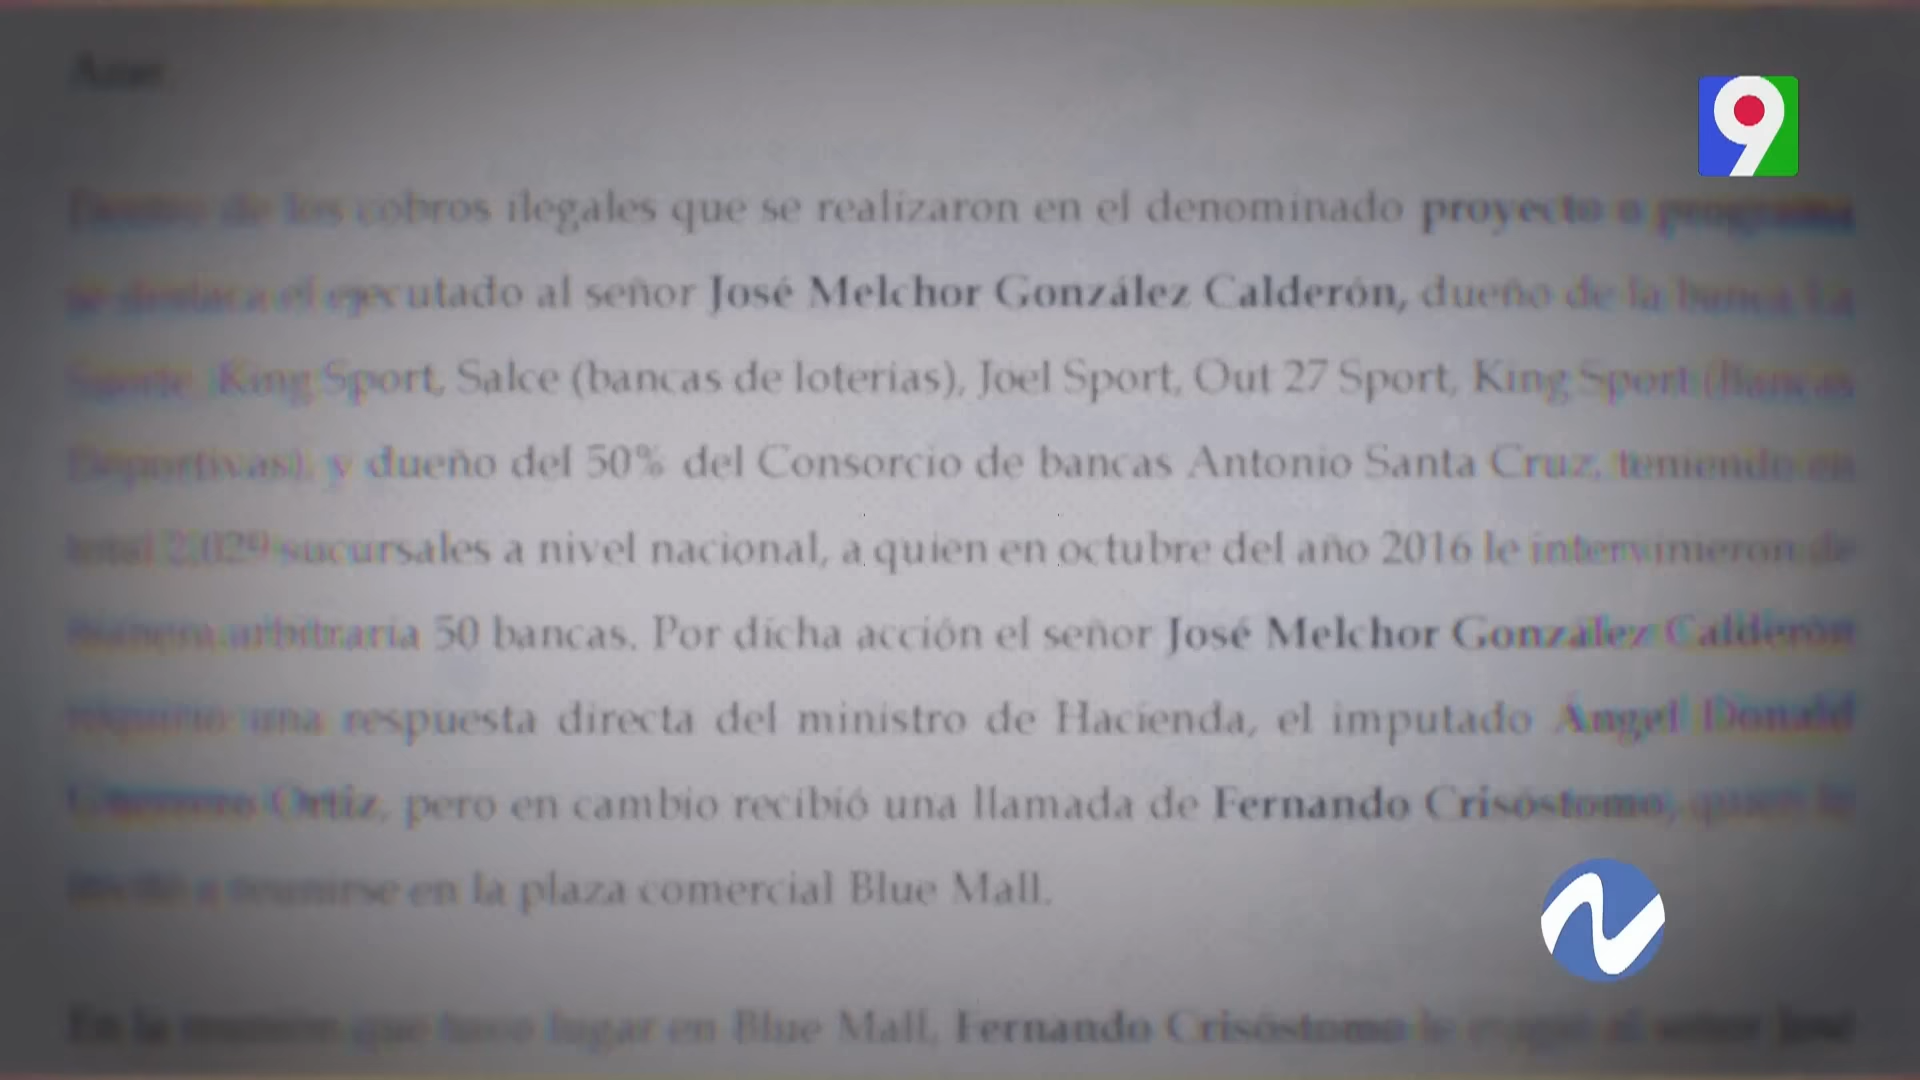 Dentro de los cobros ilegales que se realizaron en el denominado proyecto o programa
se destaca el ejecutado al señor José Melchor González Calderón, dueño de la banca La
Suerte, King Sport, Salce (bancas de loterias), Joel Sport, Out 27 Sport, King Sport (Bancas
Deportivas), y dueño del 50% del Consorcio de bancas Antonio Santa Cruz, teniendo en
total 2,029 sucursales a nivel nacional, a quien en octubre del año 2016 le intervinieron de
manera arbitraria 50 bancas. Por dicha acción el señor José Melchor González Calderón
una respuesta directa del ministro de Hacienda, el imputado Ángel Donald
Guerrero Ortiz, pero en cambio recibió una llamada de Fernando Crisóstomo, quien le
invitó a reunirse en la plaza comercial Blue Mall.
En la reunión que tuvo lugar en Blue Mall, Fernando Crisóstomo le al señor José
9